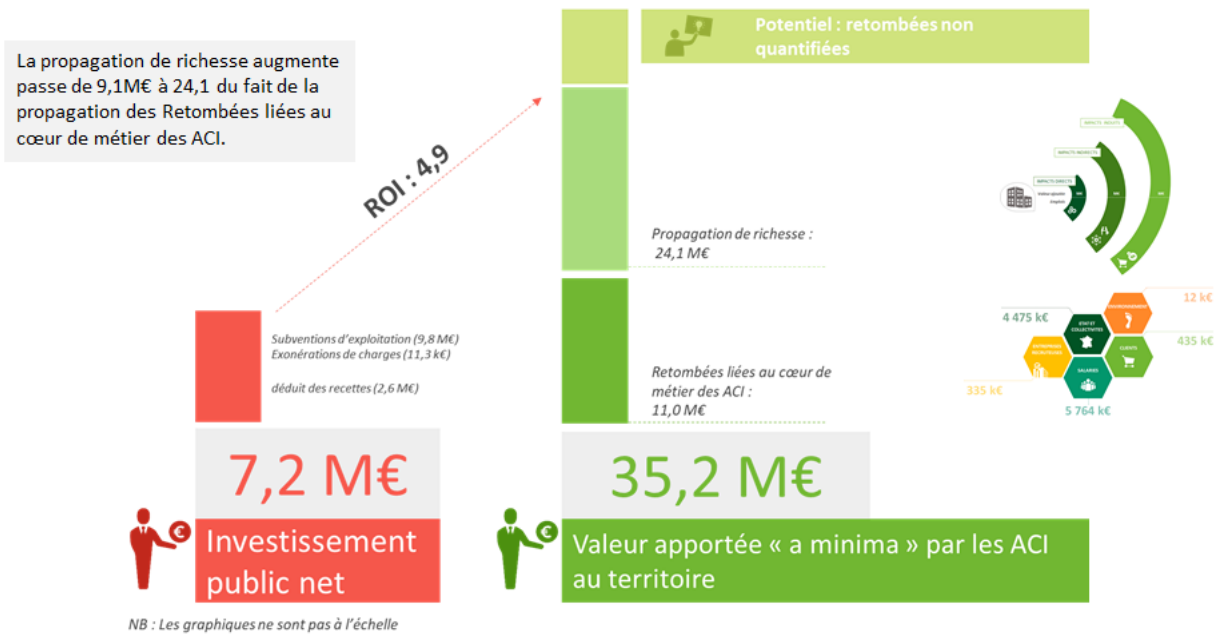 Potentiel : retombées non
quantifiées
La propagation de richesse augmente
passe de 9,1M€ à 24,1 du fait de la
propagation des Retombées liées au
cœur de métier des ACI.
ROI : 4,9
IMPACTS INDUITS
IMPACTS INDIRECTS
IMPACTS DIRECTS
Propagation de richesse :
24,1 M€
Subventions d'exploitation (9,8 M€)
Exonérations de charges (11,3 k€)
déduit des recettes (2,6 M€)
Retombées liées au cœur de
métier des ACI :
11,0 M€
12 k€
ENVIRONNEMENT
4 475 k€
ETAT ET
COLLECTIVITES
435 k€
CLIENTS
ENTREPRISES
SALARIES
335 k€
5 764 k€
7,2 M€
35,2 M€
€
Investissement
public net
€
Valeur apportée « a minima » par les ACI
au territoire
NB : Les graphiques ne sont pas à l'échelle